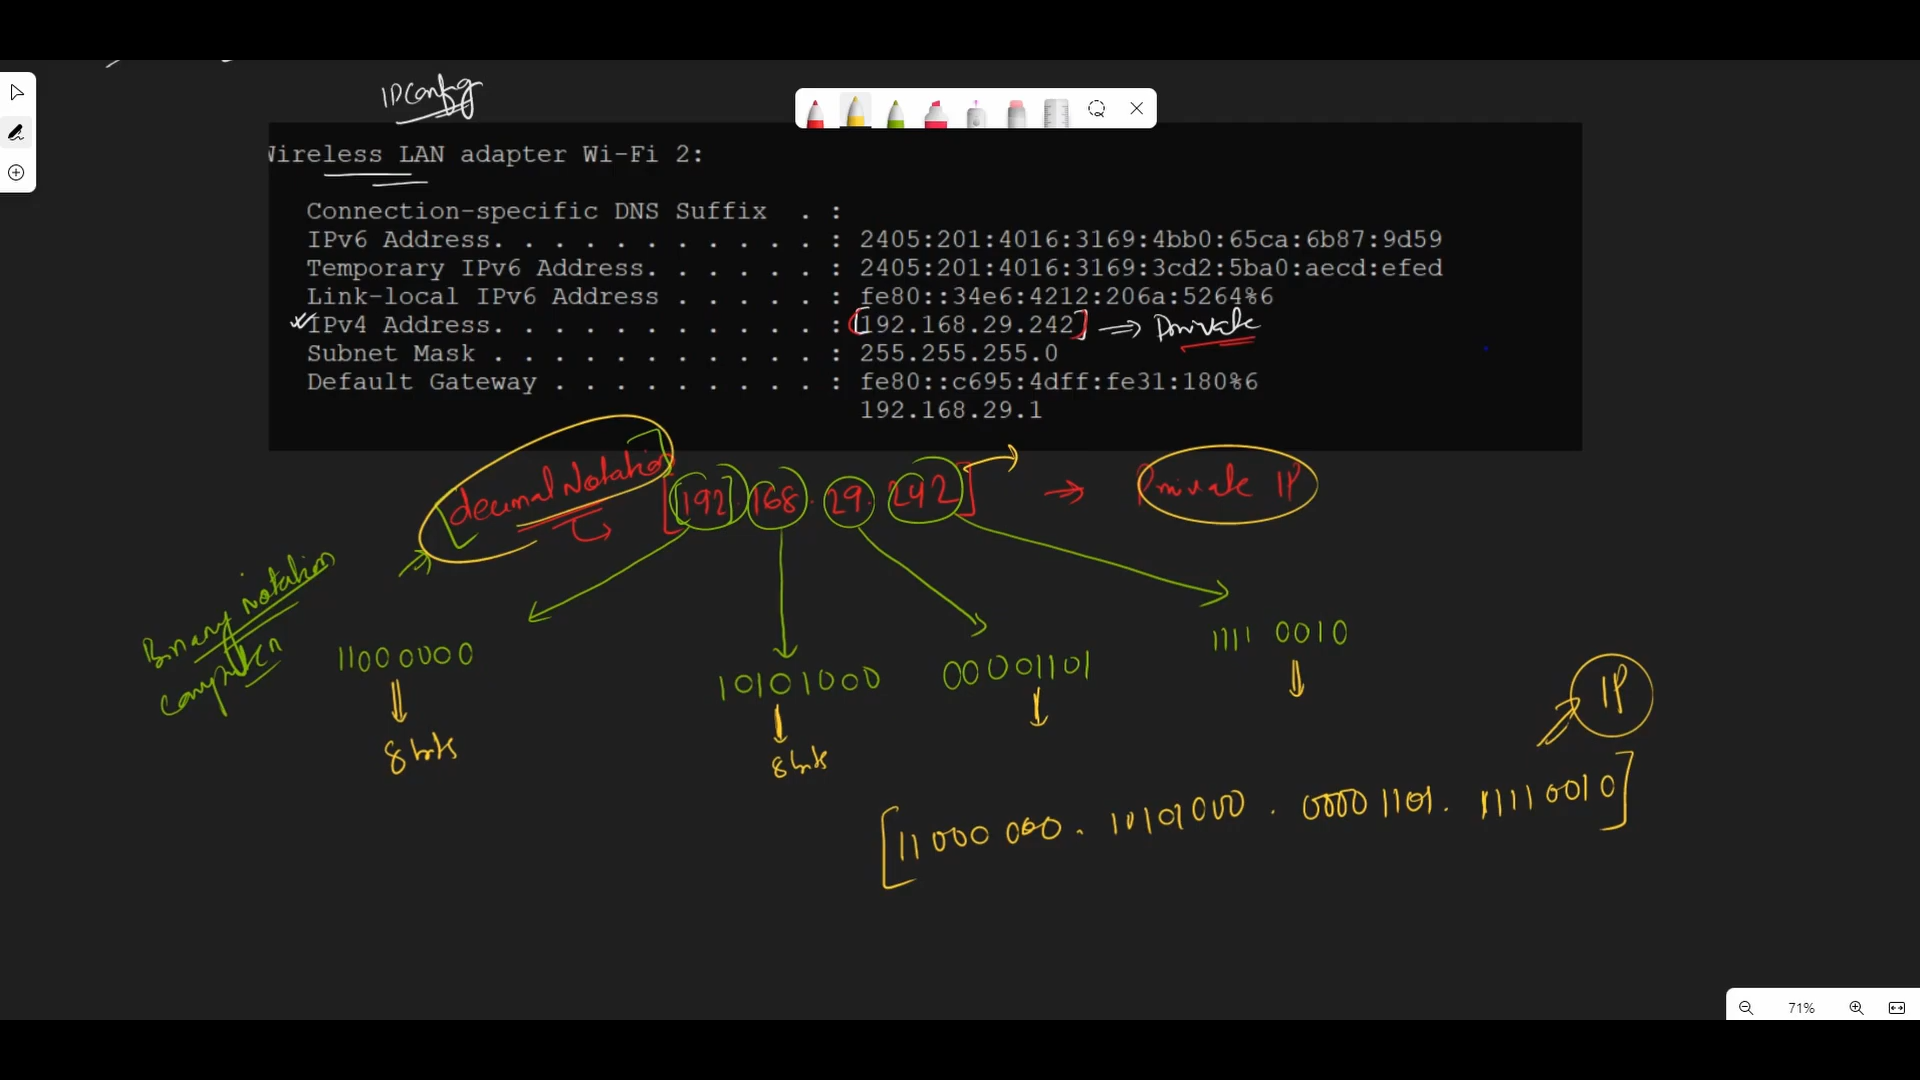 IPConfig
Wireless LAN adapter Wi-Fi 2:
Connection-specific DNS Suffix . :
IPv6 Address. . . . . . . . . . . : 2405:201:4016:3169:4bb0:65ca:6b87:9d59
Temporary IPv6 Address. . . . . . : 2405:201:4016:3169:3cd2:5ba0:aecd:efed
Link-local IPv6 Address . . . . . : fe80::34e6:4212:206a:5264%6
IPv4 Address. . . . . . . . . . . : [192.168.29.242] ⇒ Private
Subnet Mask . . . . . . . . . . . : 255.255.255.0
Default Gateway . . . . . . . . . : fe80::c695:4dff:fe31:180%6
192.168.29.1
decimal Notation [192.168.29.242] ⇒ Private IP
Binary Notation
11000000 10101000 00001101 1111 0010
8 bits 8 bits
IP
[11000 000 . 10101000 . 00001101. 11110010]
71%